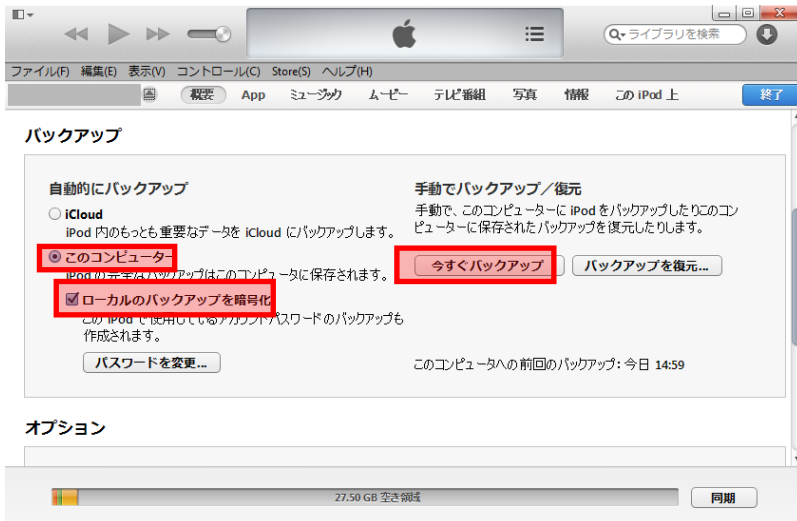 ライブラリを検索
ファイル(F) 編集(E) 表示(V) コントロール(C) Store(S) ヘルプ(H)
概要 App ミュージック ムービー テレビ番組 写真 情報 この iPod 上 終了
バックアップ
自動的にバックアップ
iCloud
iPod 内のもっとも重要なデータを iCloud にバックアップします。
このコンピューター
iPod の完全なバックアップはこのコンピュータに保存されます。
ローカルのバックアップを暗号化
この iPod で使用しているアカウントパスワードのバックアップも
作成されます。
パスワードを変更...
手動でバックアップ／復元
手動で、このコンピューターに iPod をバックアップしたりこのコン
ピューターに保存されたバックアップを復元したりします。
今すぐバックアップ バックアップを復元...
このコンピュータへの前回のバックアップ: 今日 14:59
オプション
27.50 GB 空き領域 同期